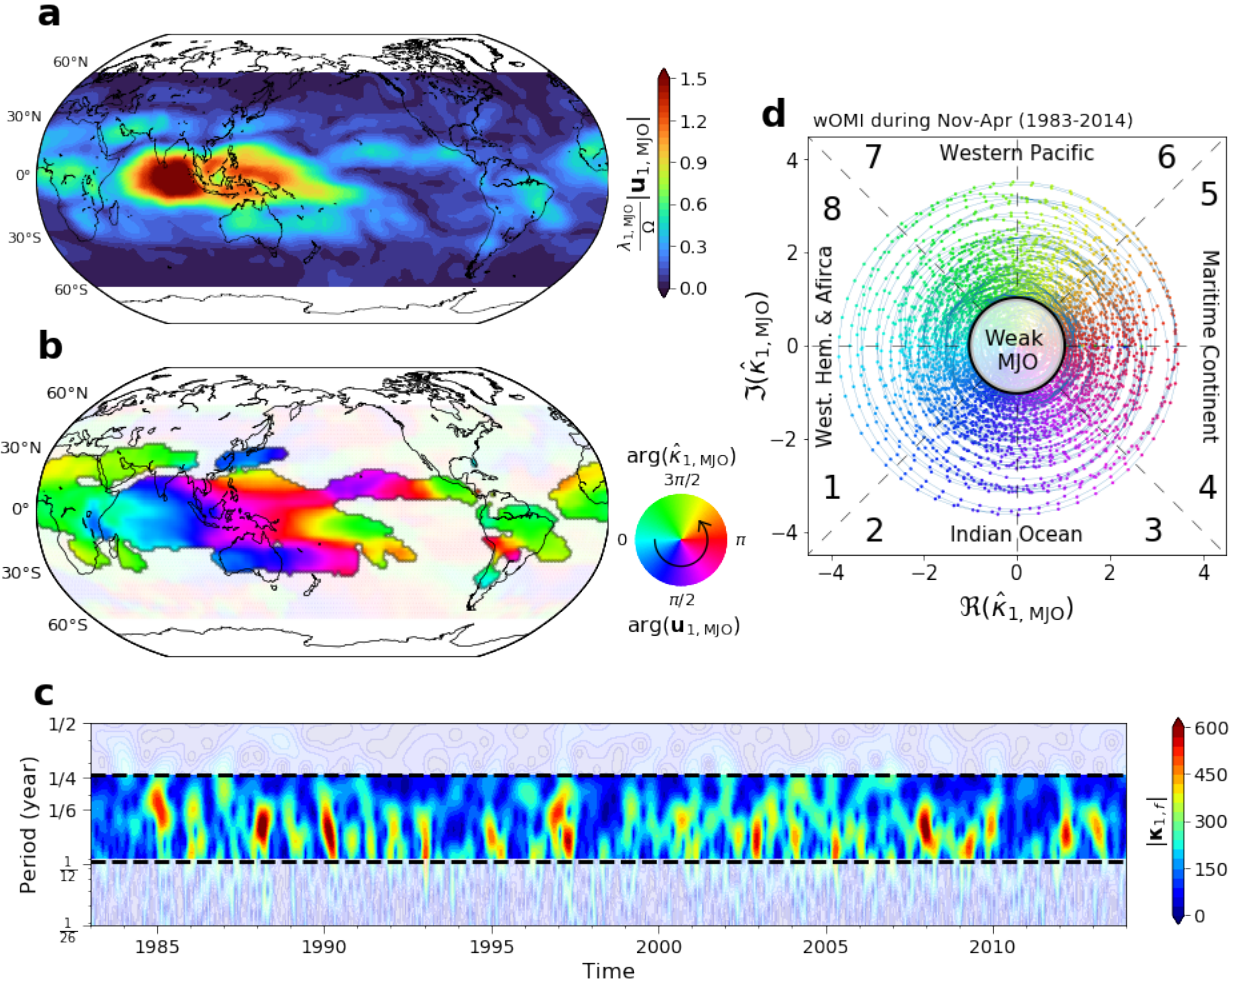 a
60°N
30°N
0°
30°S
60°S
1.5
1.2
0.9
0.6
0.3
0.0
λ1, MJO / Ω |u1, MJO|
b
60°N
30°N
0°
30°S
60°S
arg(κ̂1, MJO)
3π/2
0
π
π/2
arg(u1, MJO)
d
wOMI during Nov-Apr (1983-2014)
7
Western Pacific
6
8
5
West. Hem. & Afirca
Maritime Continent
Weak
MJO
1
4
2
Indian Ocean
3
4
2
0
−2
−4
ℑ(κ̂1, MJO)
−4
−2
0
2
4
ℜ(κ̂1, MJO)
c
1/2
1/4
1/6
1/12
1/26
Period (year)
1985
1990
1995
2000
2005
2010
Time
600
450
300
150
0
|κ1, f|